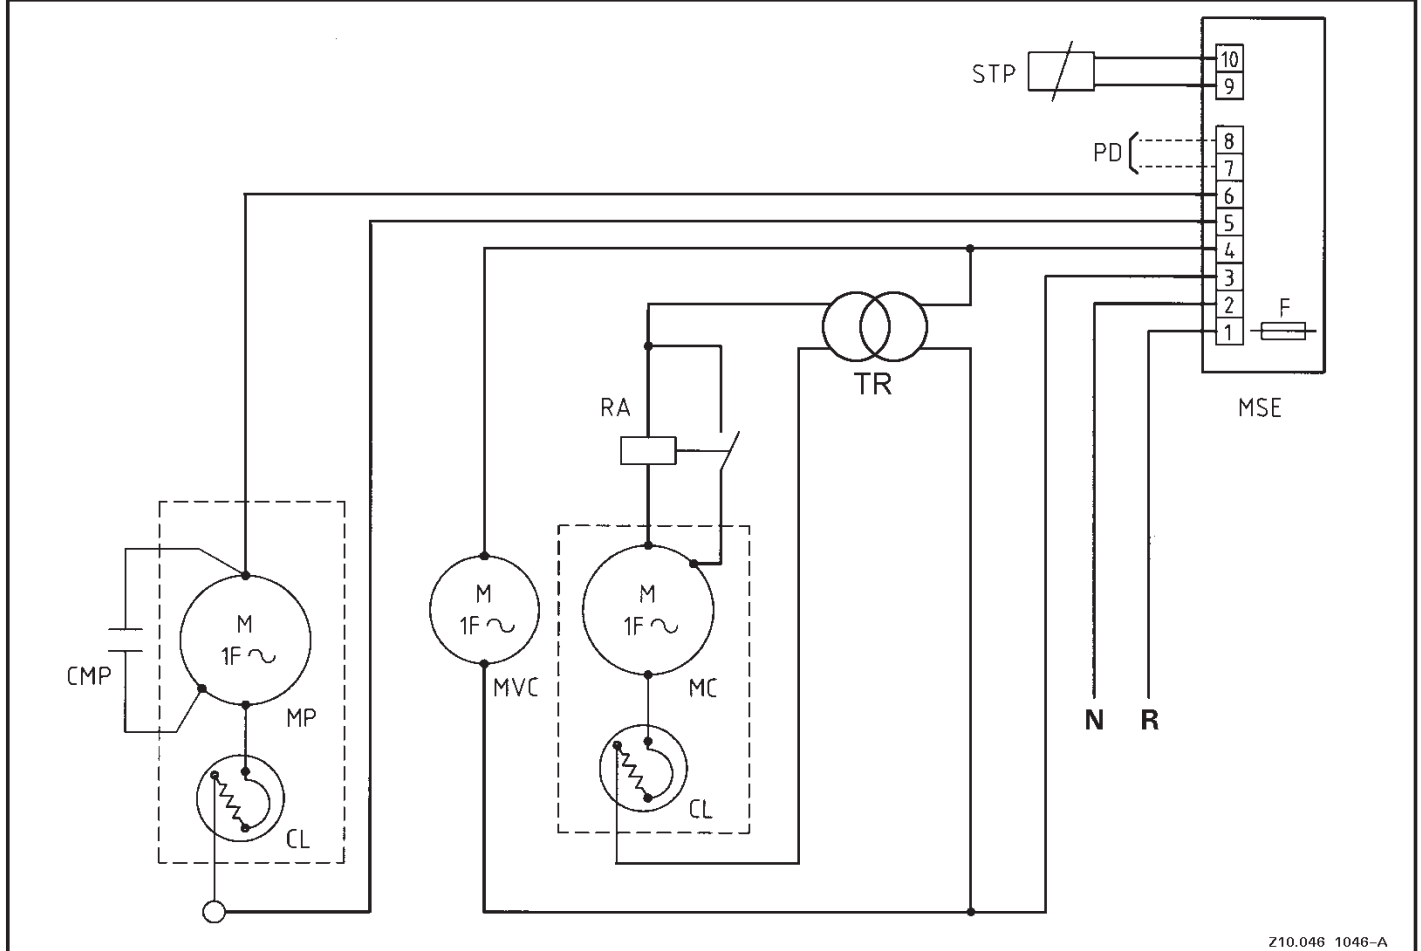 STP
10
9
PD
8
7
6
5
4
3
2
1
F
TR
MSE
RA
M
1F
M
1F
M
1F
CMP
MP
MVC
MC
N R
CL
CL
Z10.046 1046-A